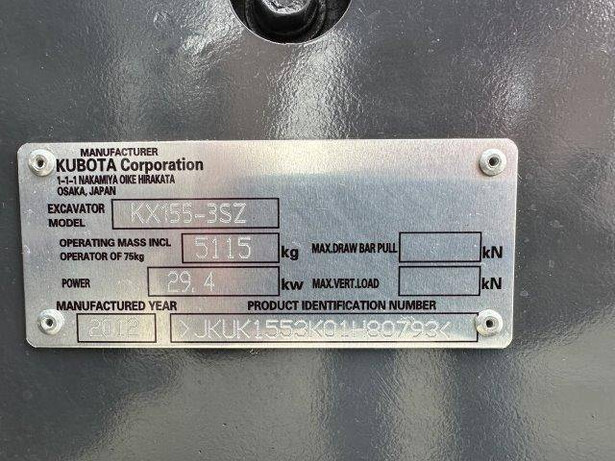 MANUFACTURER
KUBOTA Corporation
1-1-1 NAKAMIYA OIKE HIRAKATA
OSAKA, JAPAN
EXCAVATOR MODEL KX155-3SZ
OPERATING MASS INCL OPERATOR OF 75kg 5115 kg MAX.DRAW BAR PULL kN
POWER 29.4 kw MAX.VERT.LOAD kN
MANUFACTURED YEAR PRODUCT IDENTIFICATION NUMBER
2012 >JKUK1553K01H80793<